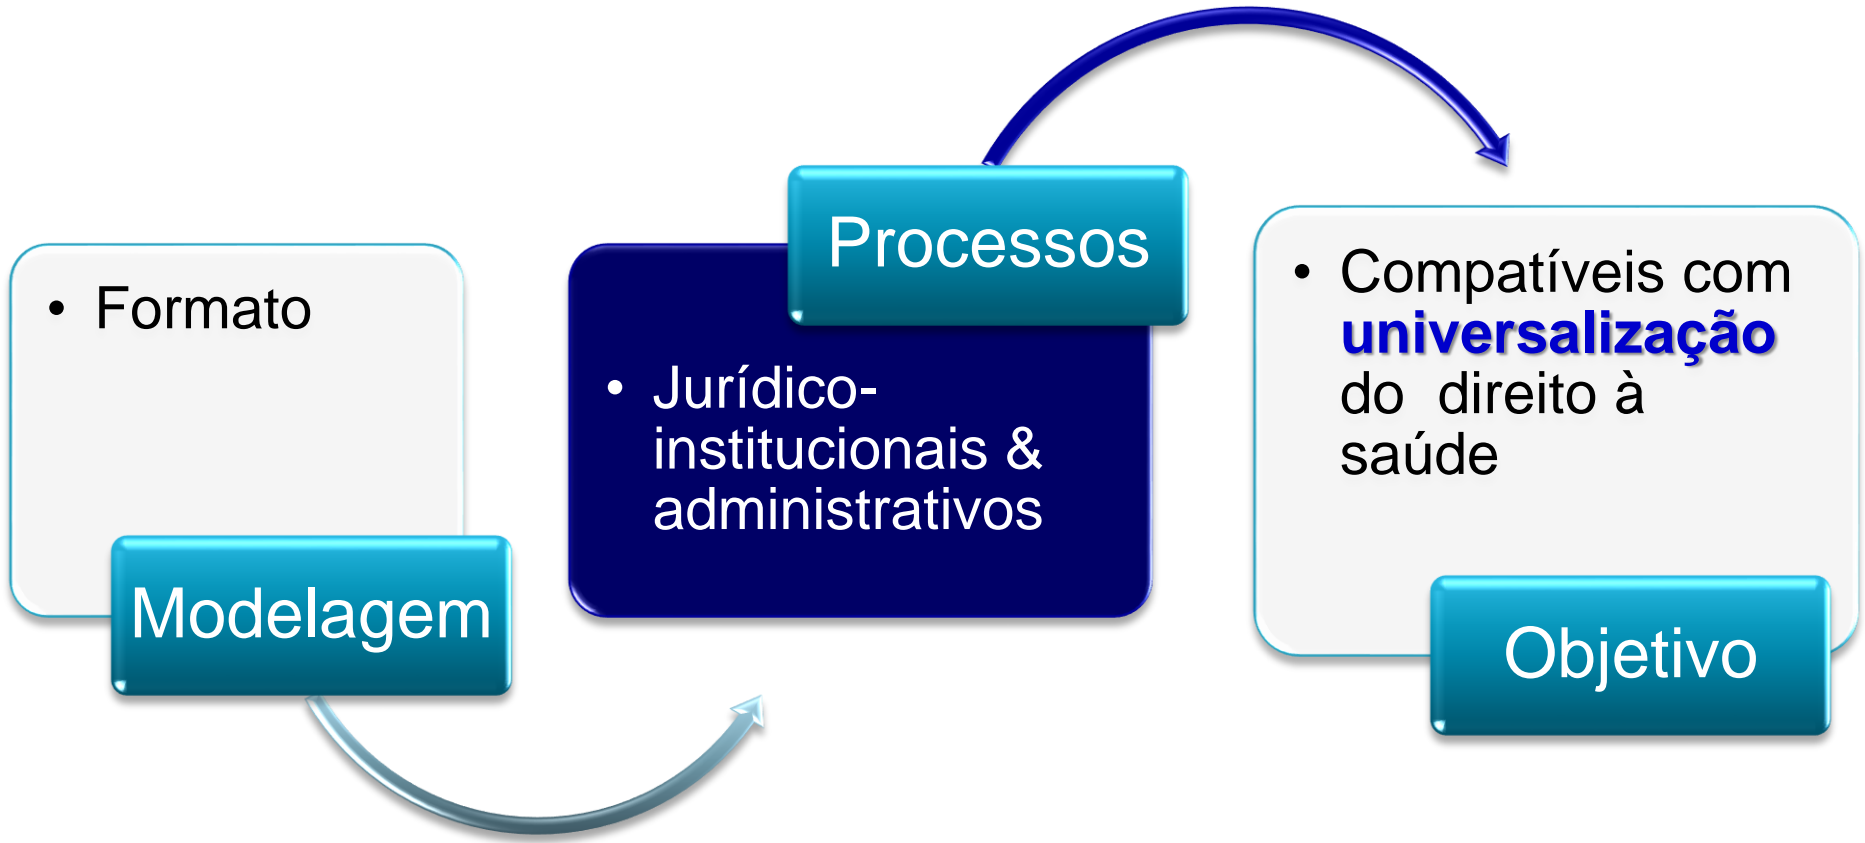 • Formato
Modelagem
Processos
• Jurídico-
institucionais &
administrativos
• Compatíveis com
universalização
do direito à
saúde
Objetivo